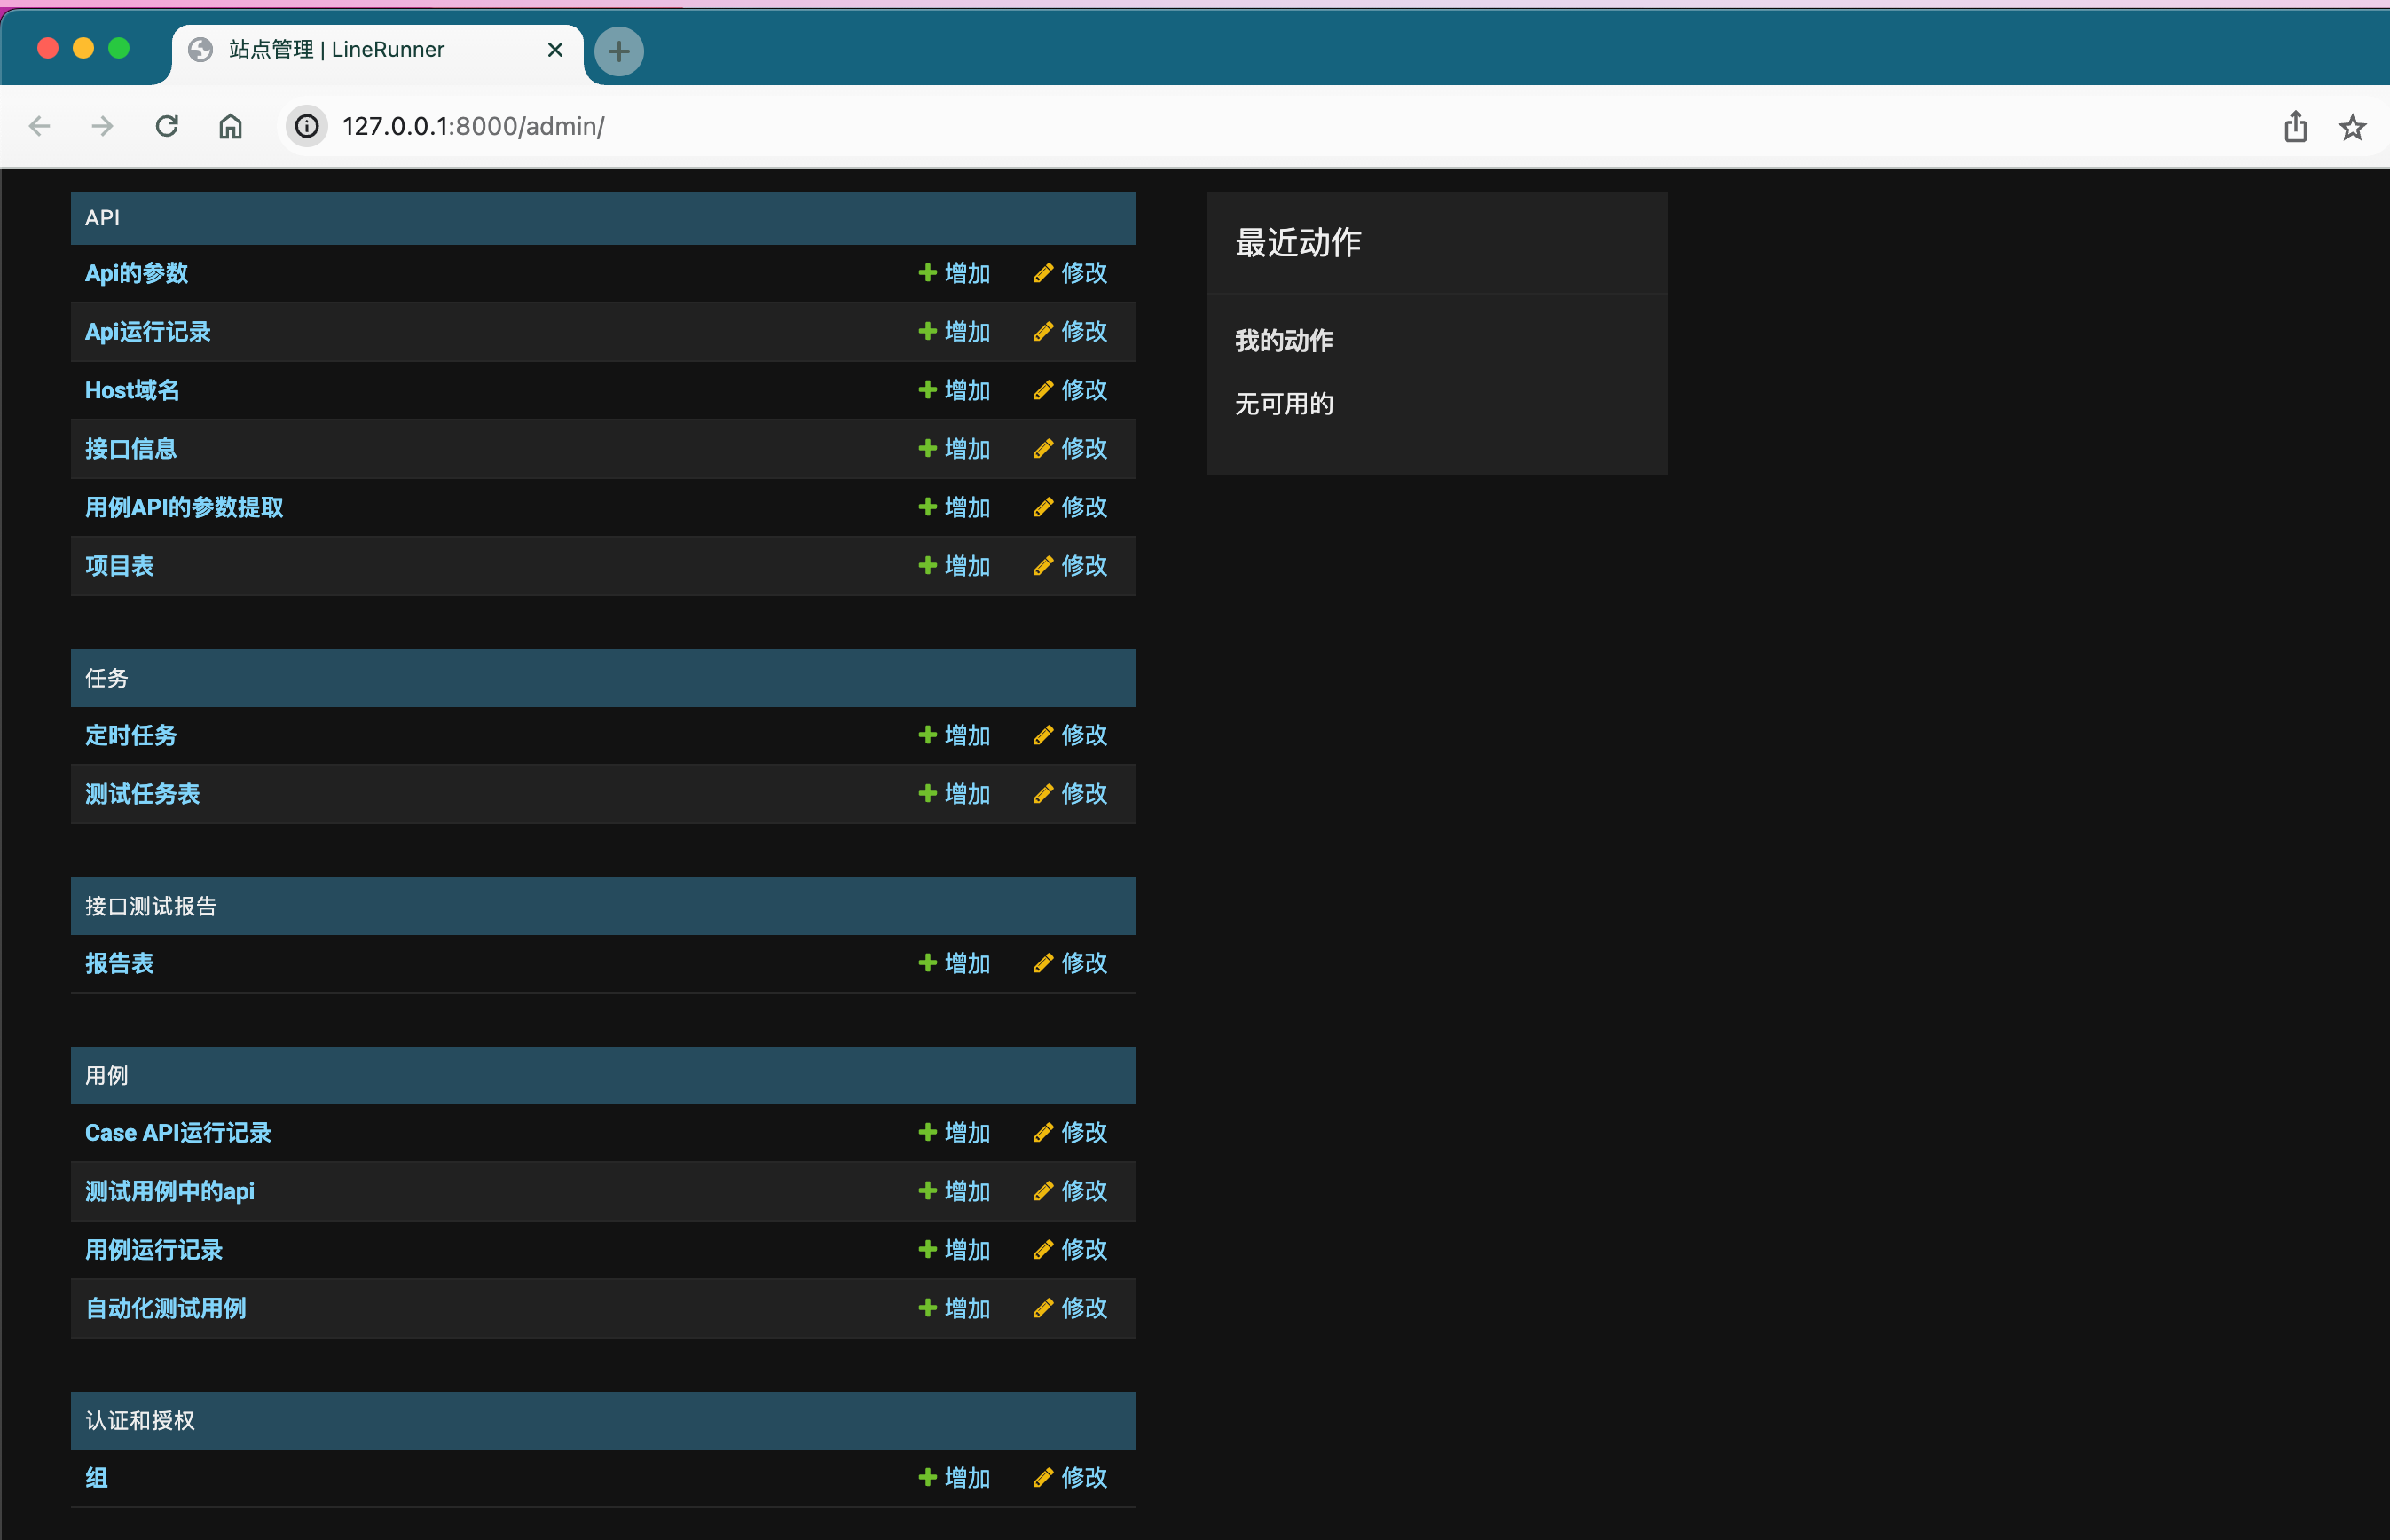 站点管理 | LineRunner
127.0.0.1:8000/admin/
API
Api的参数 增加 修改
Api运行记录 增加 修改
Host域名 增加 修改
接口信息 增加 修改
用例API的参数提取 增加 修改
项目表 增加 修改
任务
定时任务 增加 修改
测试任务表 增加 修改
接口测试报告
报告表 增加 修改
用例
Case API运行记录 增加 修改
测试用例中的api 增加 修改
用例运行记录 增加 修改
自动化测试用例 增加 修改
认证和授权
组 增加 修改
最近动作
我的动作
无可用的